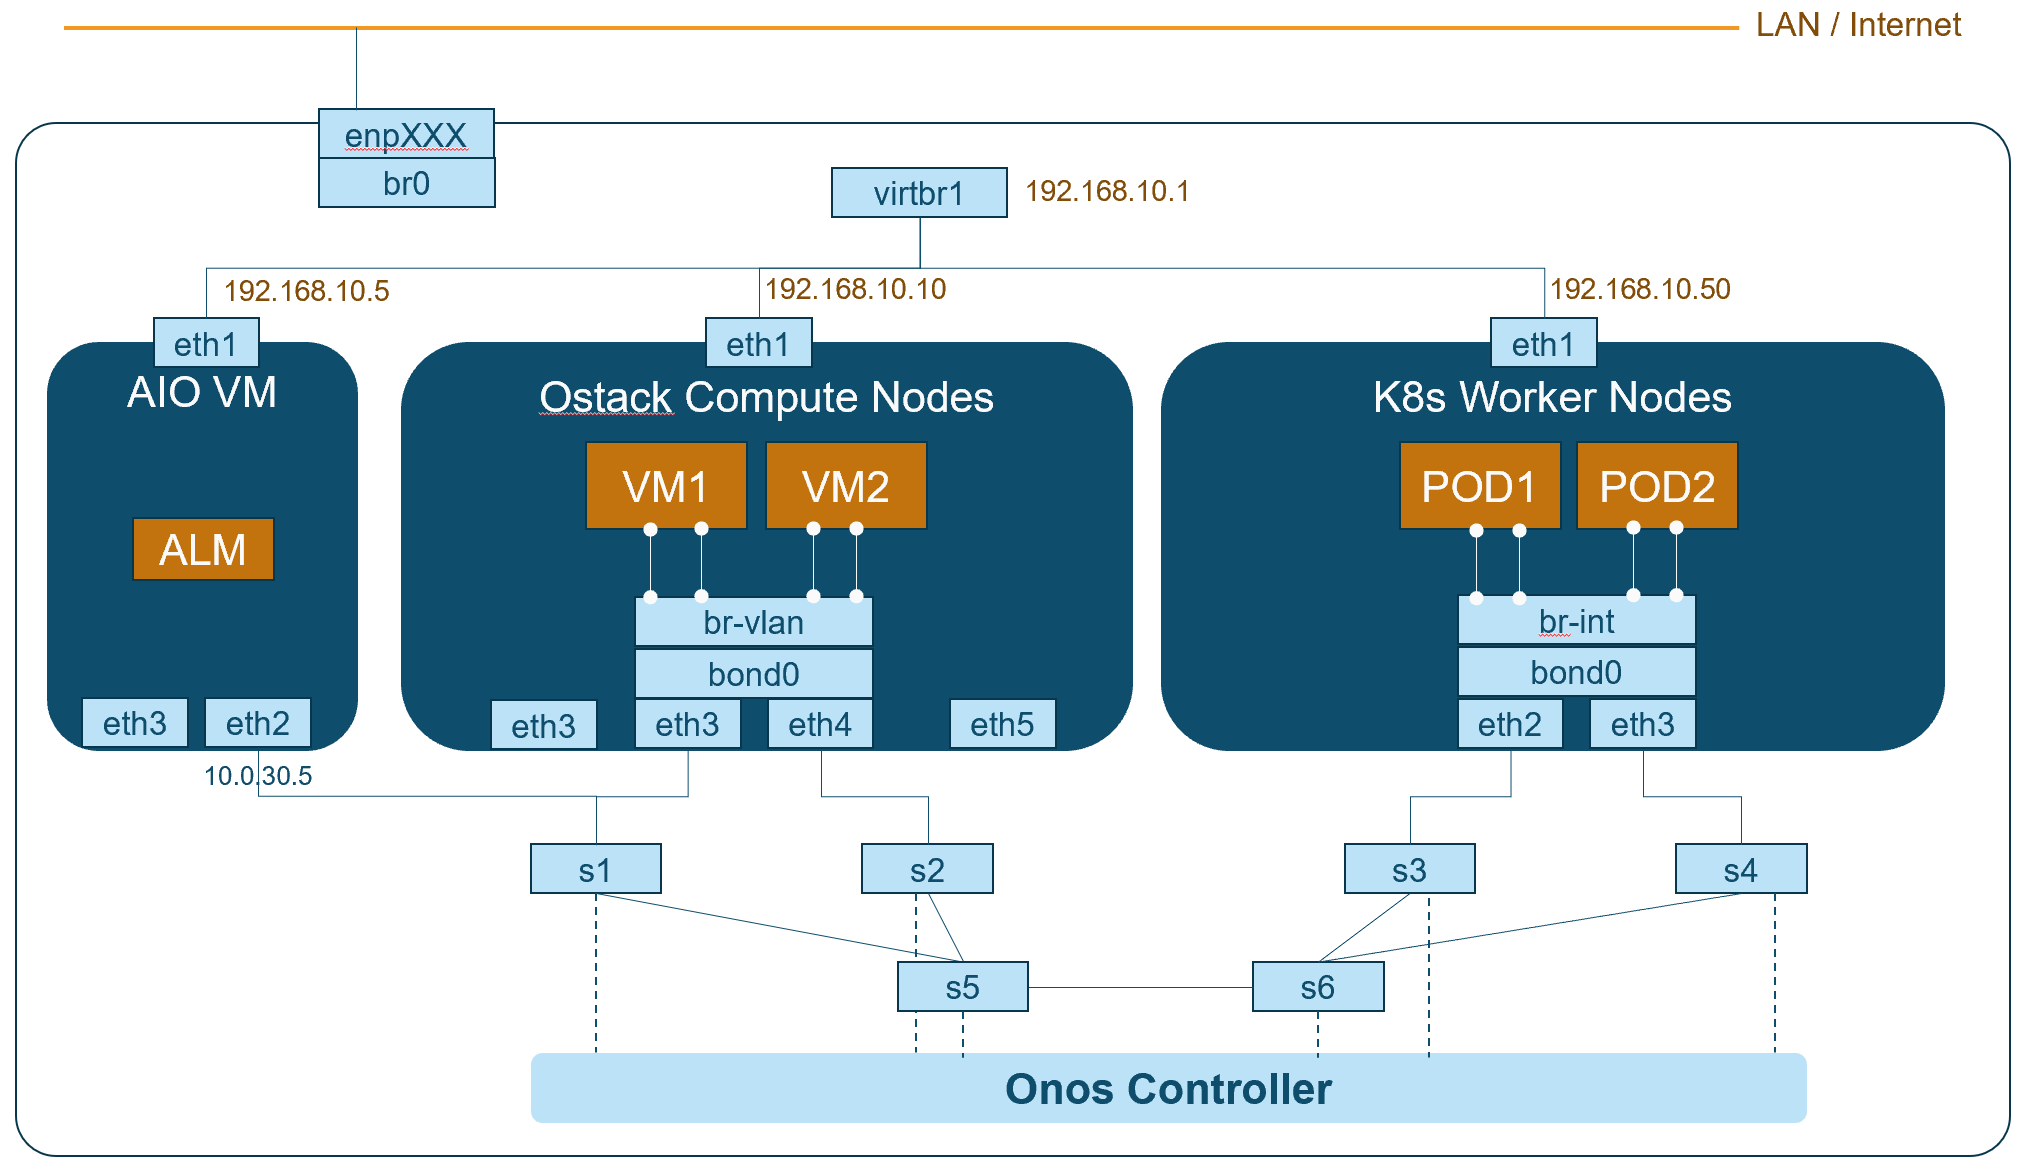 LAN / Internet
enpXXX
br0
virtbr1
192.168.10.1
192.168.10.5
192.168.10.10
192.168.10.50
eth1
eth1
eth1
AIO VM
Ostack Compute Nodes
K8s Worker Nodes
VM1
VM2
POD1
POD2
ALM
br-vlan
br-int
bond0
bond0
eth3
eth2
eth3
eth3
eth4
eth5
eth2
eth3
10.0.30.5
s1
s2
s3
s4
s5
s6
Onos Controller